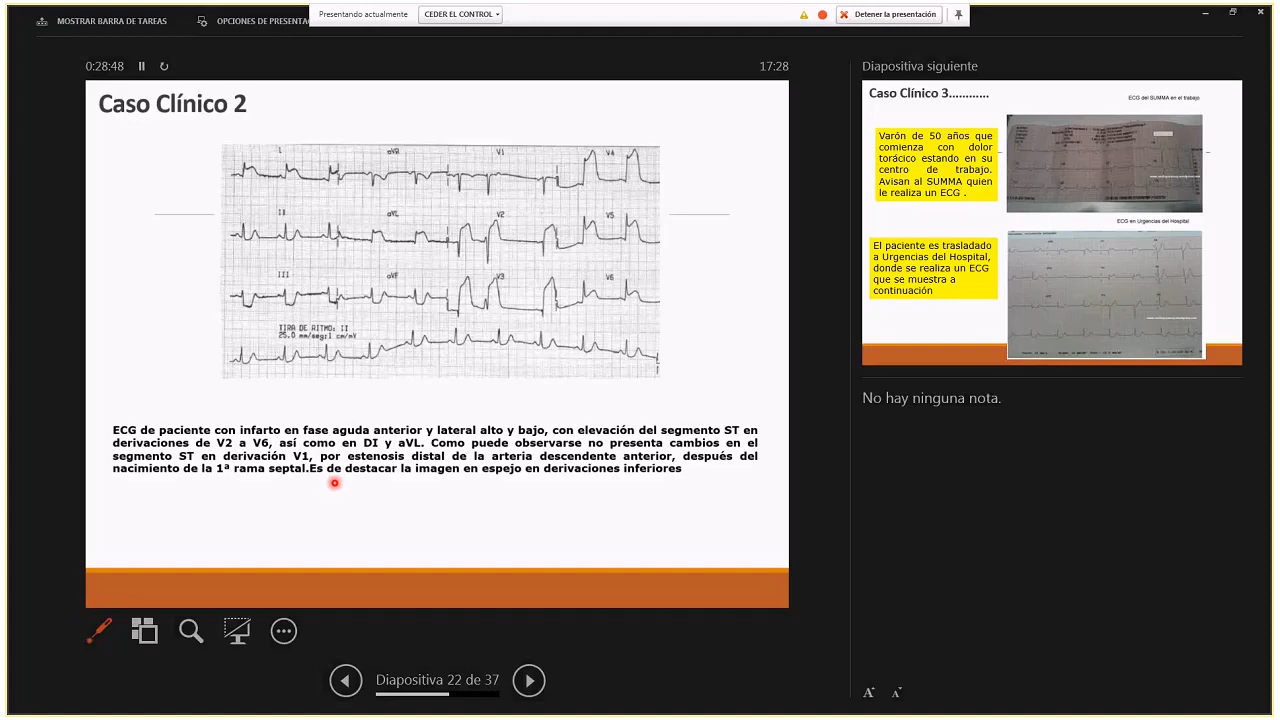 MOSTRAR BARRA DE TAREAS
OPCIONES DE PRESENTA
Presentando actualmente
CEDER EL CONTROL
Detener la presentación
0:28:48
17:28
Caso Clínico 2
I aVR V1 V4
II aVL V2 V5
III aVF V3 V6
TIRA DE RITMO: II
25.0 mm/seg;1 cm/mV
ECG de paciente con infarto en fase aguda anterior y lateral alto y bajo, con elevación del segmento ST en
derivaciones de V2 a V6, así como en DI y aVL. Como puede observarse no presenta cambios en el
segmento ST en derivación V1, por estenosis distal de la arteria descendente anterior, después del
nacimiento de la 1ª rama septal.Es de destacar la imagen en espejo en derivaciones inferiores
Diapositiva 22 de 37
Diapositiva siguiente
Caso Clínico 3............
ECG del SUMMA en el trabajo
Varón de 50 años que
comienza con dolor
torácico estando en su
centro de trabajo.
Avisan al SUMMA quien
le realiza un ECG .
ECG en Urgencias del Hospital
El paciente es trasladado
a Urgencias del Hospital,
donde se realiza un ECG
que se muestra a
continuación
No hay ninguna nota.
A A